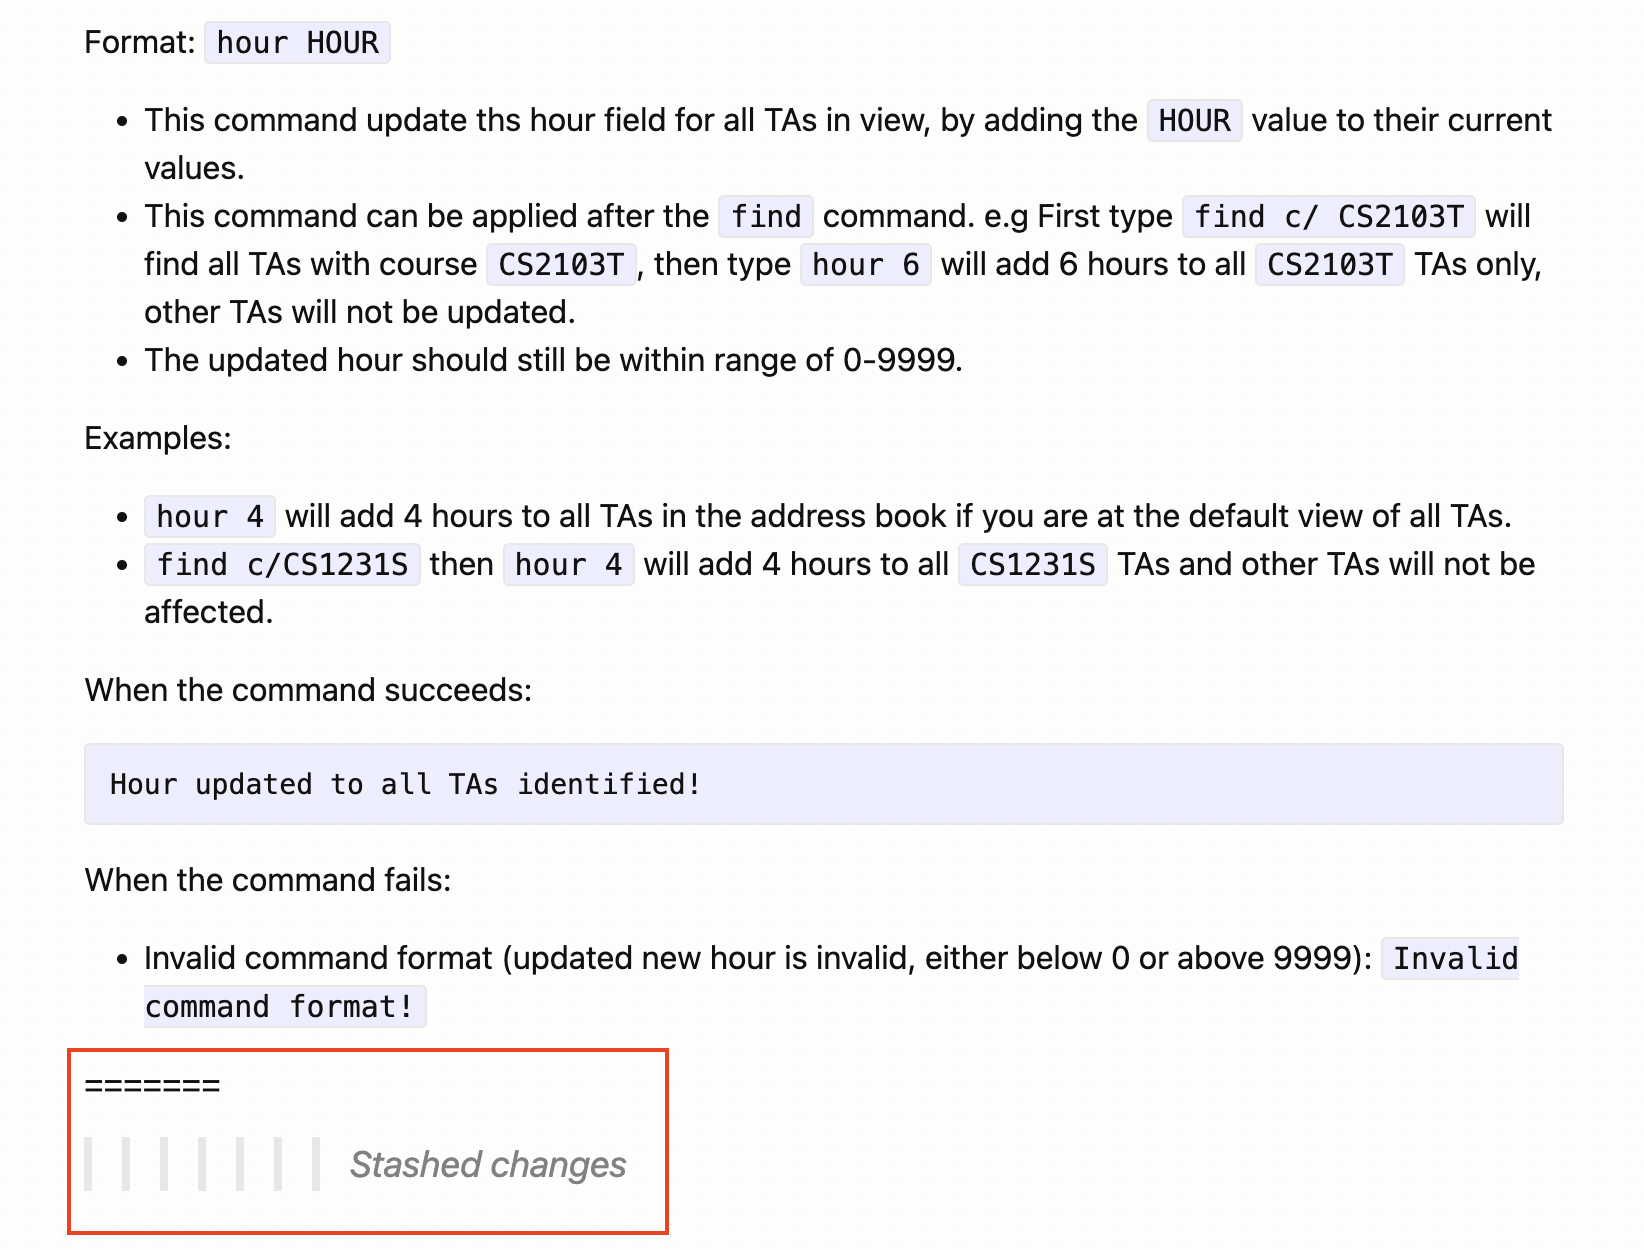 Format: hour HOUR
• This command update ths hour field for all TAs in view, by adding the HOUR value to their current
values.
• This command can be applied after the find command. e.g First type find c/ CS2103T will
find all TAs with course CS2103T, then type hour 6 will add 6 hours to all CS2103T TAs only,
other TAs will not be updated.
• The updated hour should still be within range of 0-9999.
Examples:
• hour 4 will add 4 hours to all TAs in the address book if you are at the default view of all TAs.
• find c/CS1231S then hour 4 will add 4 hours to all CS1231S TAs and other TAs will not be
affected.
When the command succeeds:
Hour updated to all TAs identified!
When the command fails:
• Invalid command format (updated new hour is invalid, either below 0 or above 9999): Invalid
command format!
=======
Stashed changes